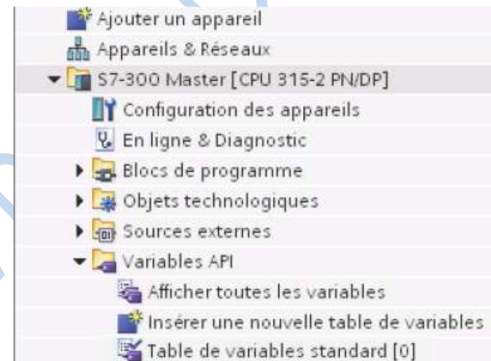 Ajouter un appareil
Appareils & Réseaux
S7-300 Master [CPU 315-2 PN/DP]
Configuration des appareils
En ligne & Diagnostic
Blocs de programme
Objets technologiques
Sources externes
Variables API
Afficher toutes les variables
Insérer une nouvelle table de variables
Table de variables standard [0]